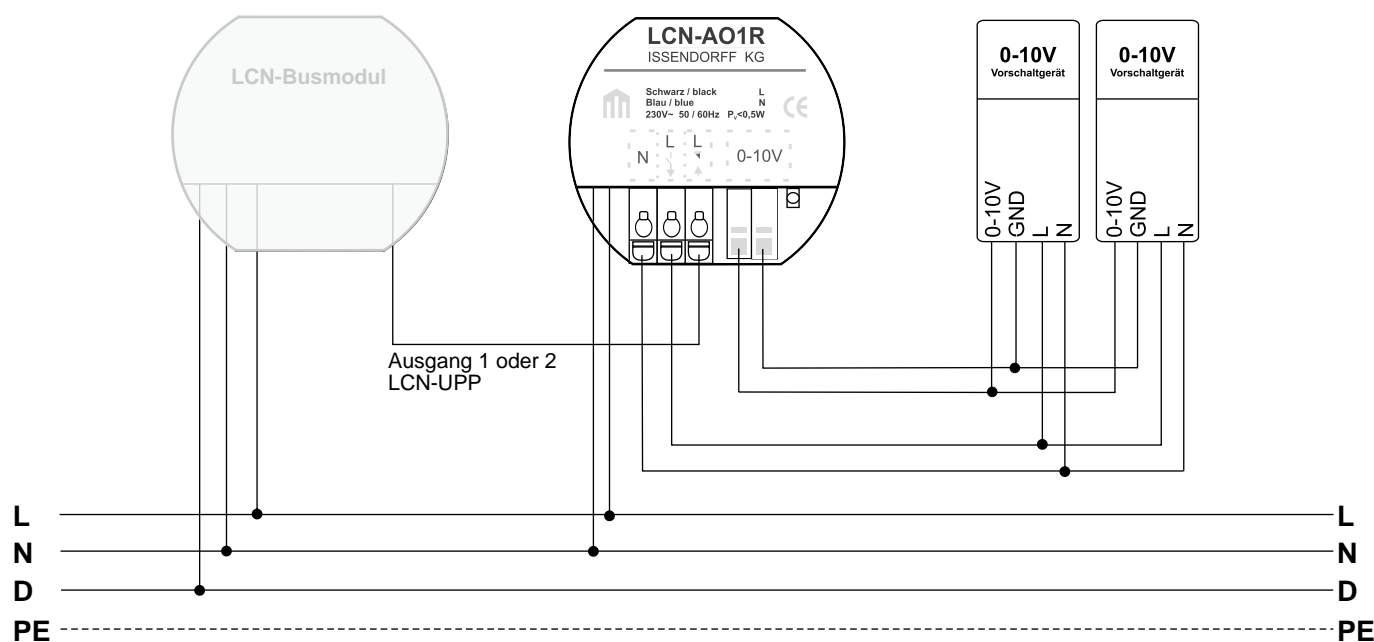 LCN-Busmodul
LCN-AO1R
ISSENDORFF KG
Schwarz / black L
Blau / blue N
230V~ 50 / 60Hz Pv<0,5W
CE
N L L 0-10V
0-10V
Vorschaltgerät
0-10V
GND
L
N
0-10V
Vorschaltgerät
0-10V
GND
L
N
Ausgang 1 oder 2
LCN-UPP
L L
N N
D D
PE PE